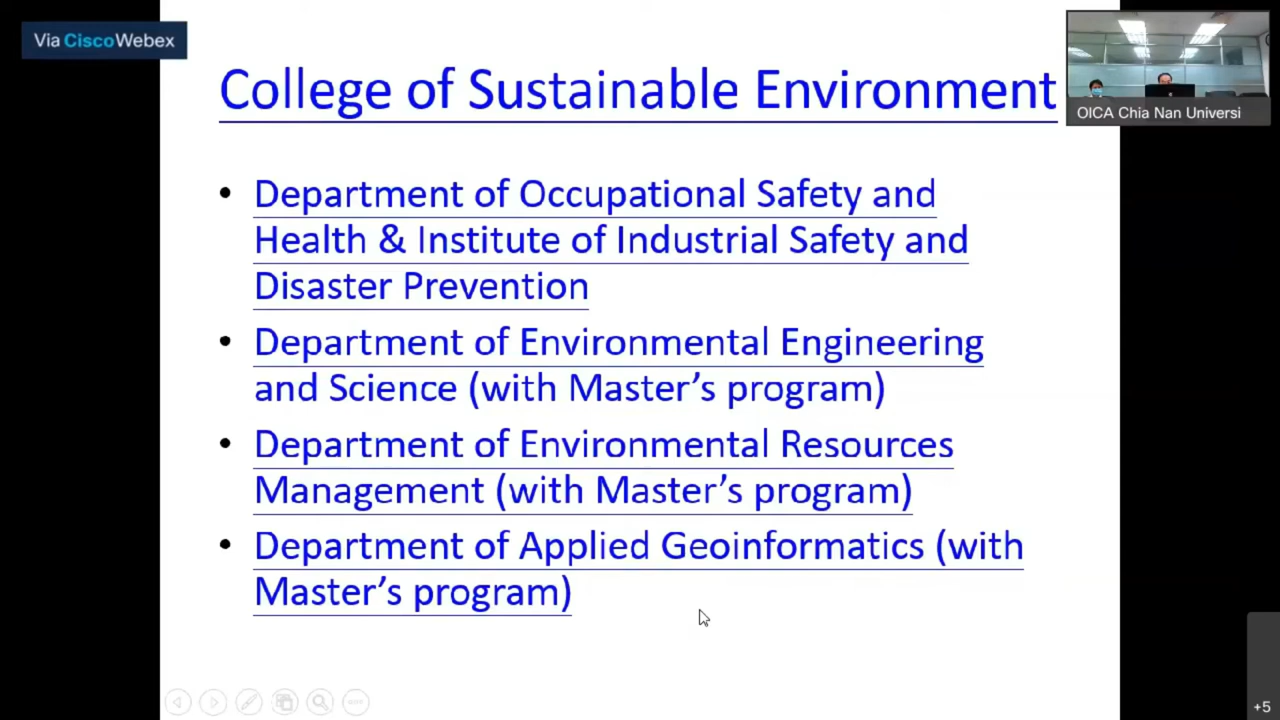 Via Cisco Webex
College of Sustainable Environment
OICA Chia Nan Universi
• Department of Occupational Safety and
Health & Institute of Industrial Safety and
Disaster Prevention
• Department of Environmental Engineering
and Science (with Master’s program)
• Department of Environmental Resources
Management (with Master’s program)
• Department of Applied Geoinformatics (with
Master’s program)
+5